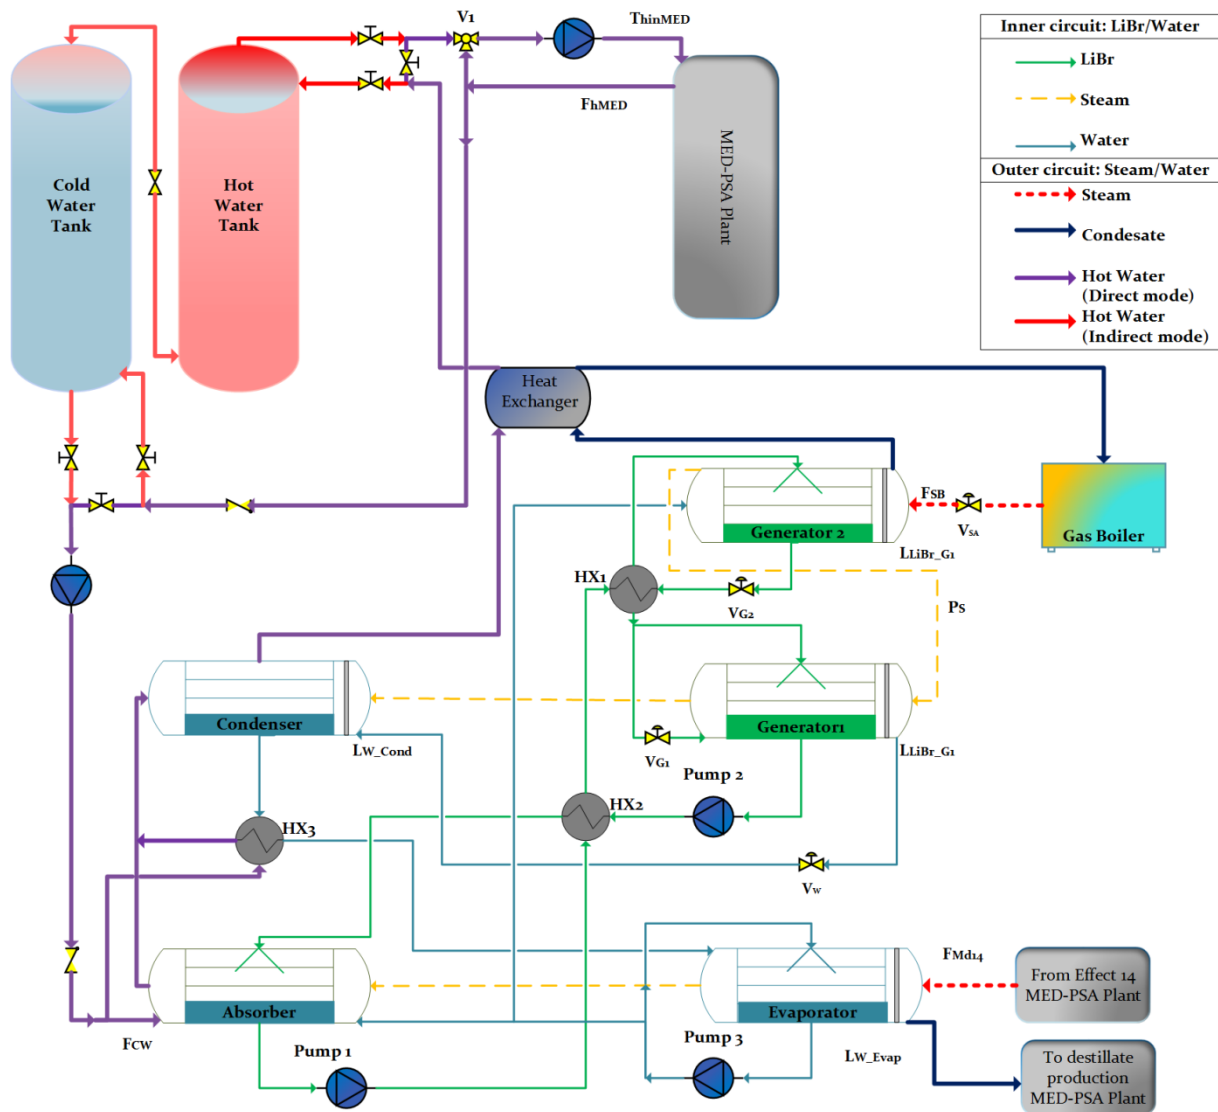 V1
ThinMED
FhMED
Cold
Water
Tank
Hot
Water
Tank
MED-PSA Plant
Inner circuit: LiBr/Water
LiBr
Steam
Water
Outer circuit: Steam/Water
Steam
Condesate
Hot Water
(Direct mode)
Hot Water
(Indirect mode)
Heat
Exchanger
Generator 2
FSB
VSA
Gas Boiler
LLiBr_G1
HX1
VG2
Ps
Condenser
LW_Cond
Generator1
VG1
LLiBr_G1
Pump 2
HX2
HX3
Vw
Absorber
FCW
Pump 1
Evaporator
FMd14
From Effect 14
MED-PSA Plant
Pump 3
LW_Evap
To destillate
production
MED-PSA Plant